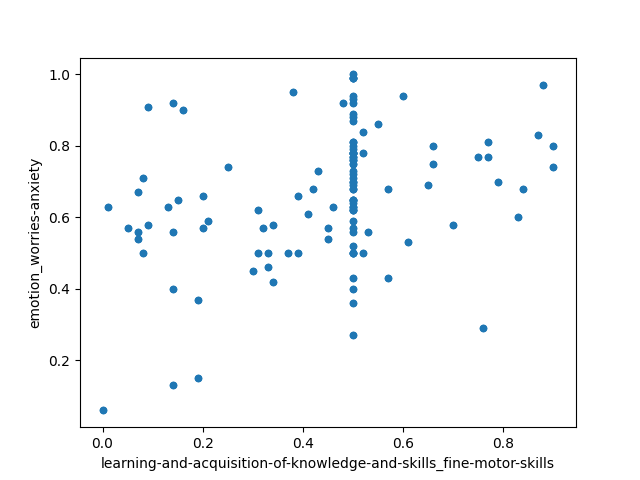 1.0
0.8
0.6
0.4
0.2
emotion_worries-anxiety
0.0 0.2 0.4 0.6 0.8
learning-and-acquisition-of-knowledge-and-skills_fine-motor-skills